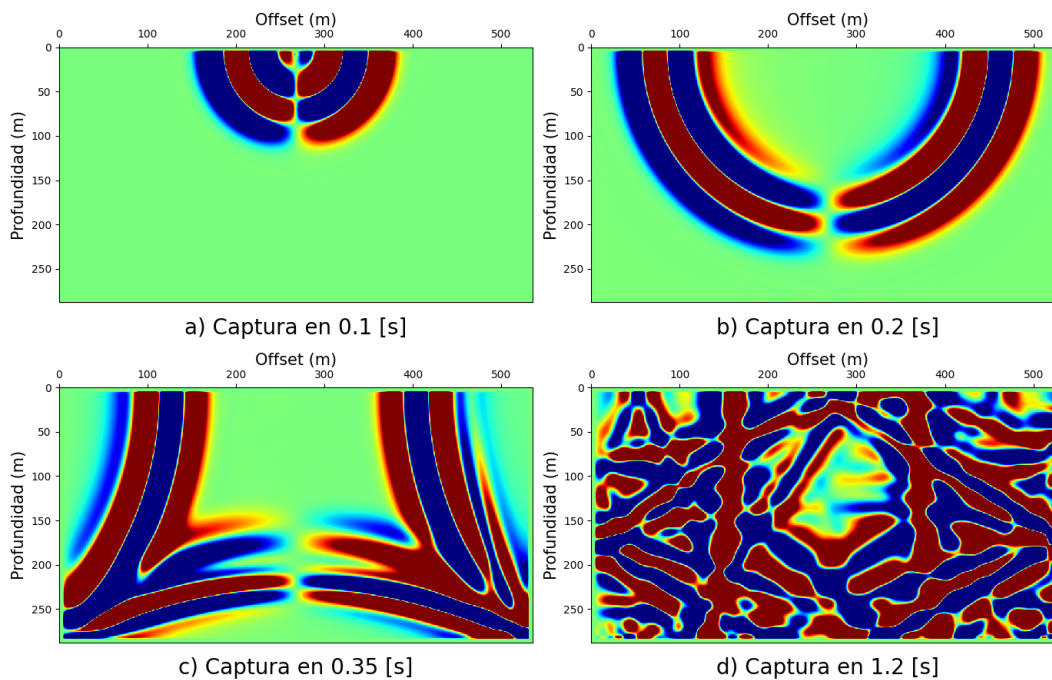 Offset (m)
0 100 200 300 400 500
Profundidad (m)
0
50
100
150
200
250
a) Captura en 0.1 [s]
Offset (m)
0 100 200 300 400 500
Profundidad (m)
0
50
100
150
200
250
b) Captura en 0.2 [s]
Offset (m)
0 100 200 300 400 500
Profundidad (m)
0
50
100
150
200
250
c) Captura en 0.35 [s]
Offset (m)
0 100 200 300 400 500
Profundidad (m)
0
50
100
150
200
250
d) Captura en 1.2 [s]